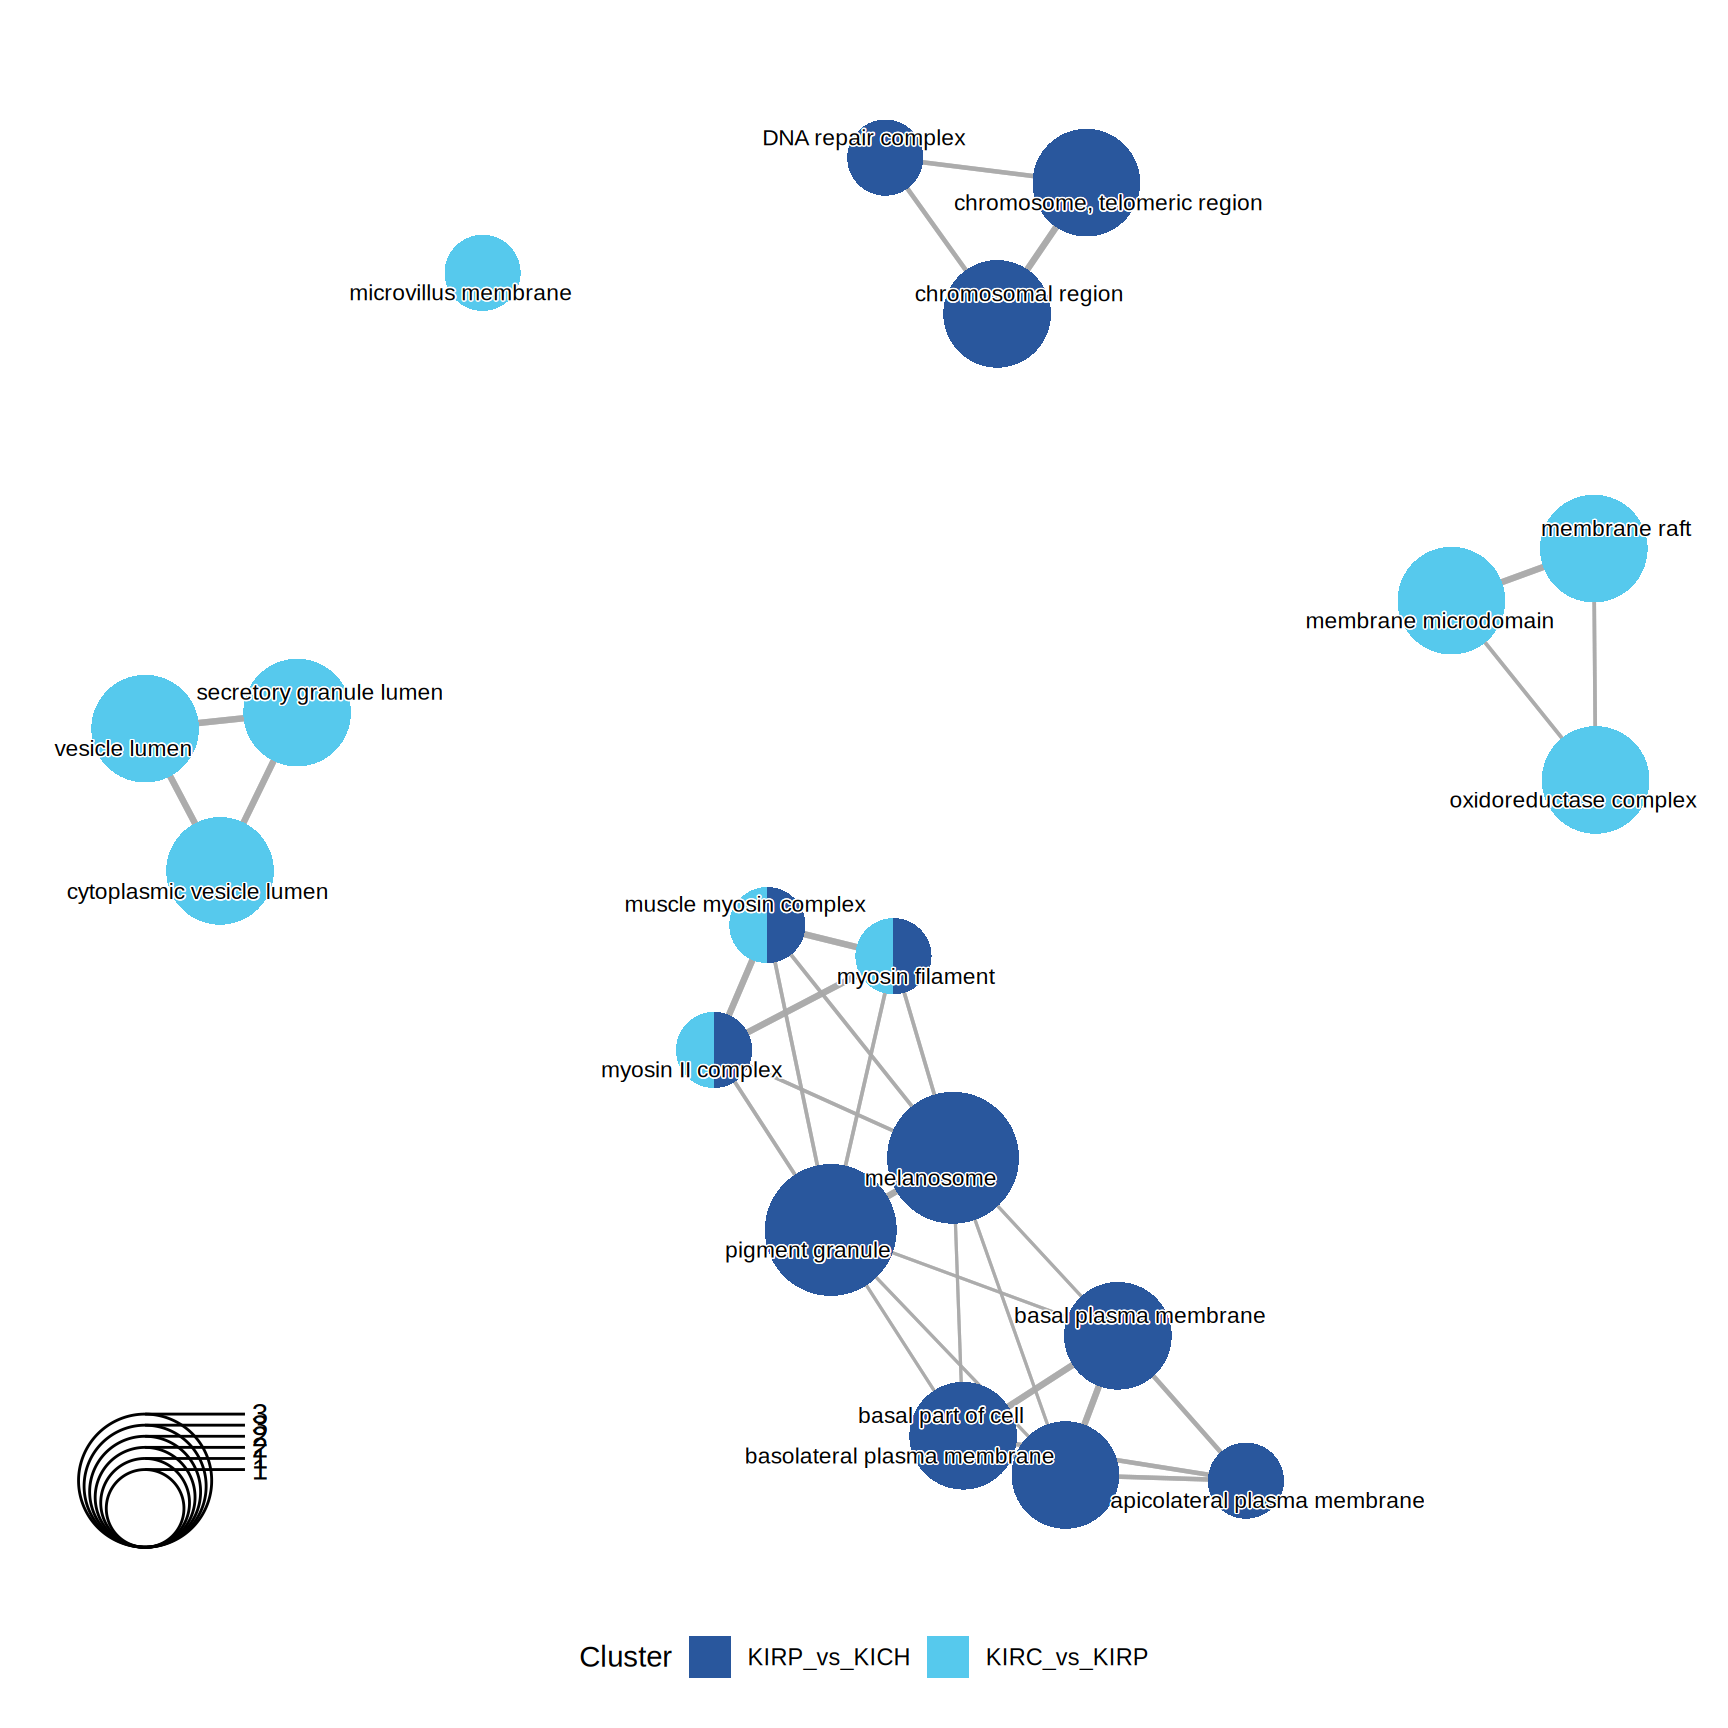 DNA repair complex
chromosome, telomeric region
microvillus membrane
chromosomal region
membrane raft
membrane microdomain
secretory granule lumen
vesicle lumen
oxidoreductase complex
cytoplasmic vesicle lumen
muscle myosin complex
myosin filament
myosin II complex
melanosome
pigment granule
basal plasma membrane
basal part of cell
basolateral plasma membrane
apicolateral plasma membrane
3
3
2
2
1
1
Cluster KIRP_vs_KICH KIRC_vs_KIRP